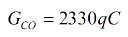 G_CO = 2330qC